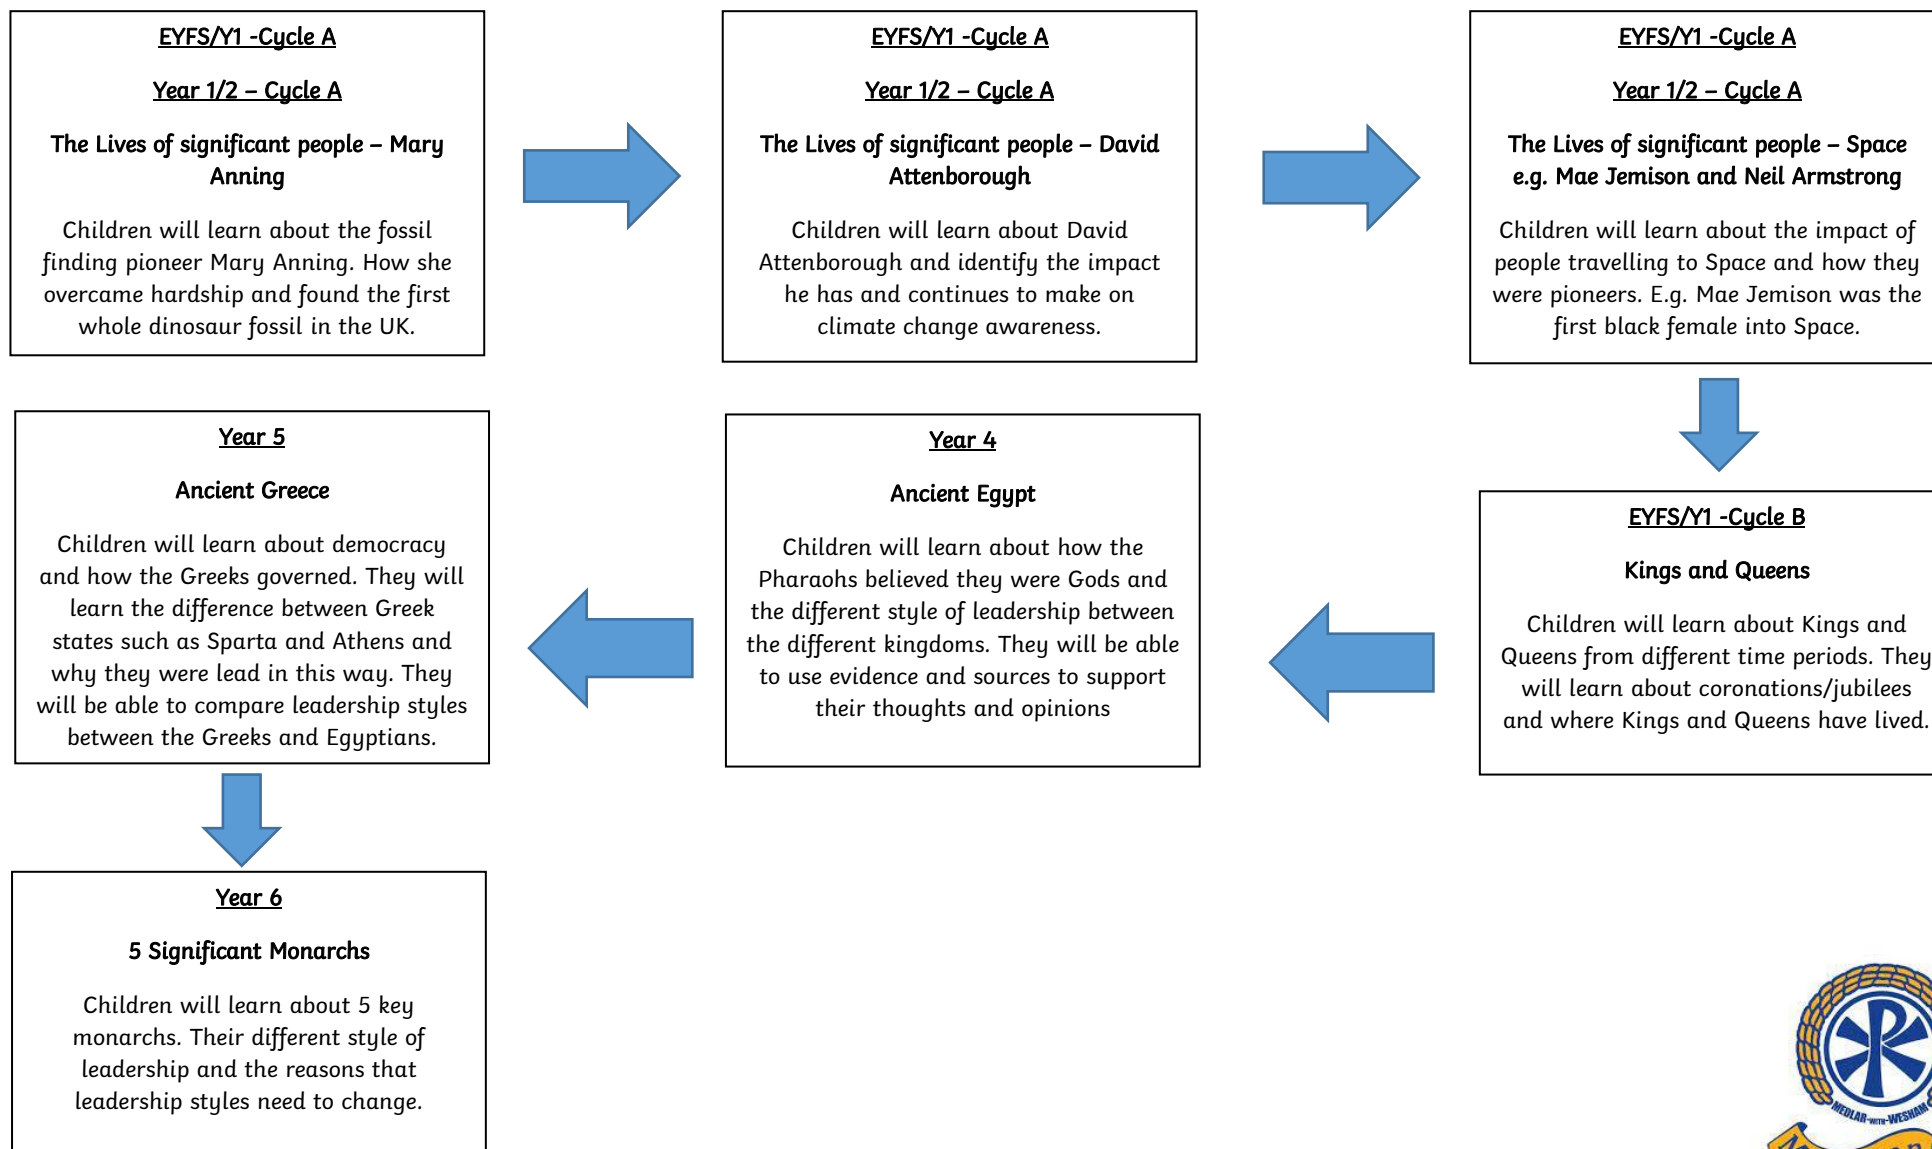 EYFS/Y1 -Cycle A
Year 1/2 – Cycle A
The Lives of significant people – Mary
Anning
Children will learn about the fossil
finding pioneer Mary Anning. How she
overcame hardship and found the first
whole dinosaur fossil in the UK.
EYFS/Y1 -Cycle A
Year 1/2 – Cycle A
The Lives of significant people – David
Attenborough
Children will learn about David
Attenborough and identify the impact
he has and continues to make on
climate change awareness.
EYFS/Y1 -Cycle A
Year 1/2 – Cycle A
The Lives of significant people – Space
e.g. Mae Jemison and Neil Armstrong
Children will learn about the impact of
people travelling to Space and how they
were pioneers. E.g. Mae Jemison was the
first black female into Space.
EYFS/Y1 -Cycle B
Kings and Queens
Children will learn about Kings and
Queens from different time periods. They
will learn about coronations/jubilees
and where Kings and Queens have lived.
Year 4
Ancient Egypt
Children will learn about how the
Pharaohs believed they were Gods and
the different style of leadership between
the different kingdoms. They will be able
to use evidence and sources to support
their thoughts and opinions
Year 5
Ancient Greece
Children will learn about democracy
and how the Greeks governed. They will
learn the difference between Greek
states such as Sparta and Athens and
why they were lead in this way. They
will be able to compare leadership styles
between the Greeks and Egyptians.
Year 6
5 Significant Monarchs
Children will learn about 5 key
monarchs. Their different style of
leadership and the reasons that
leadership styles need to change.
MEDLAR-WITH-WESHAM